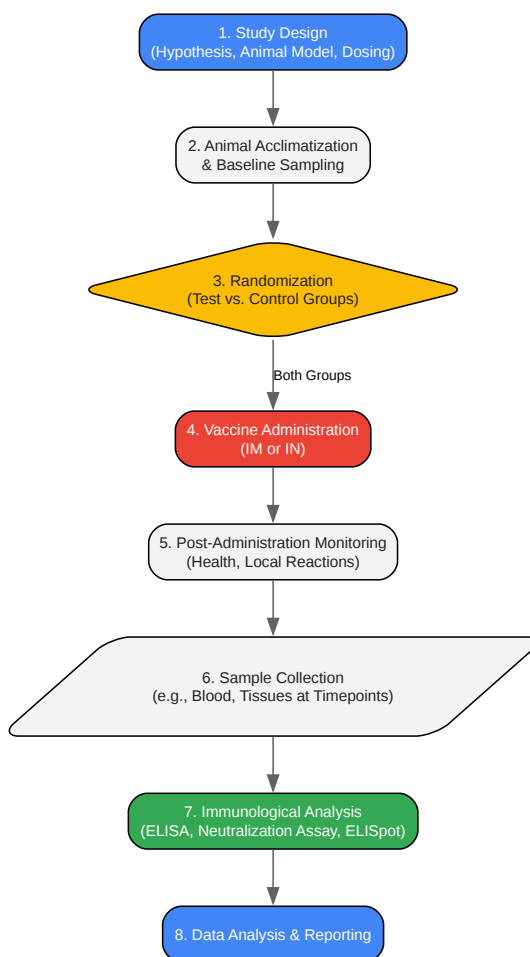 1. Study Design
(Hypothesis, Animal Model, Dosing)
2. Animal Acclimatization
& Baseline Sampling
3. Randomization
(Test vs. Control Groups)
Both Groups
4. Vaccine Administration
(IM or IN)
5. Post-Administration Monitoring
(Health, Local Reactions)
6. Sample Collection
(e.g., Blood, Tissues at Timepoints)
7. Immunological Analysis
(ELISA, Neutralization Assay, ELISpot)
8. Data Analysis & Reporting